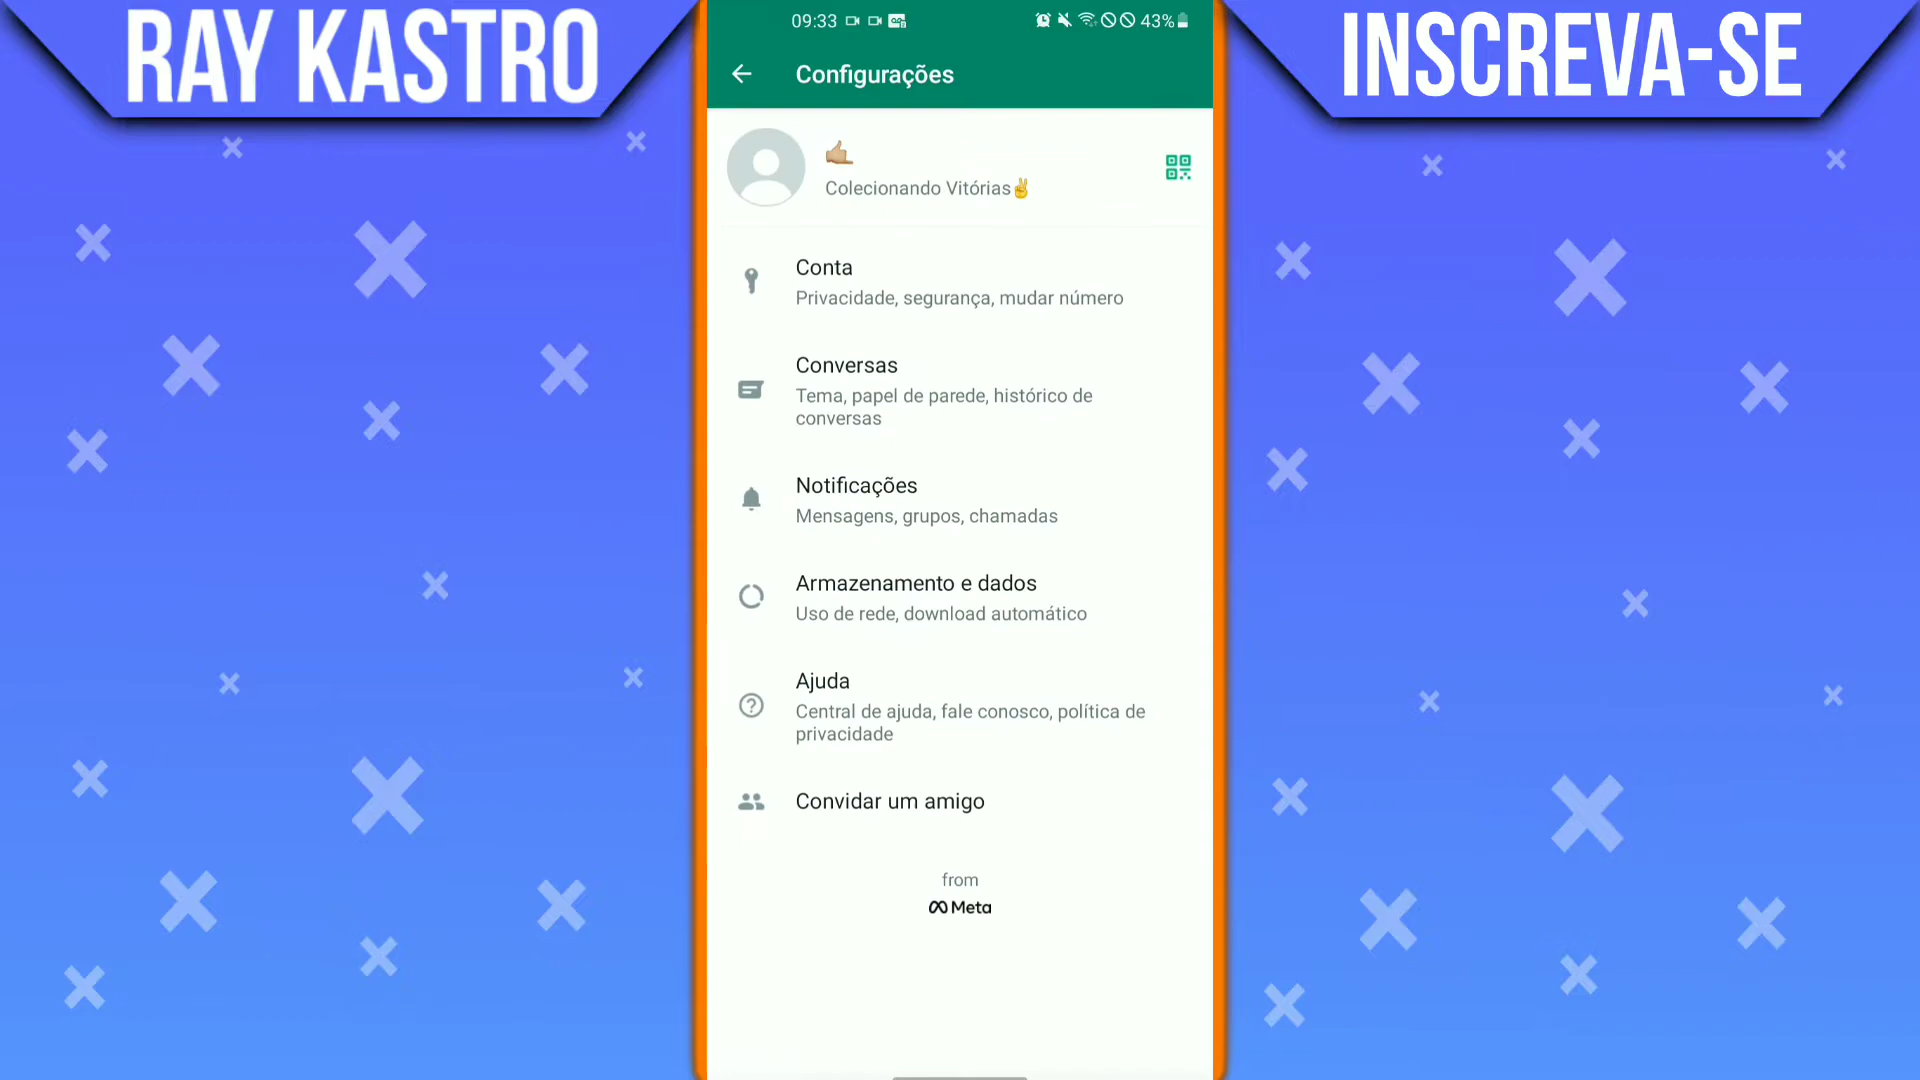 RAY KASTRO
INSCREVA-SE
09:33
43%
Configurações
🤙🏼
Colecionando Vitórias✌
Conta
Privacidade, segurança, mudar número
Conversas
Tema, papel de parede, histórico de
conversas
Notificações
Mensagens, grupos, chamadas
Armazenamento e dados
Uso de rede, download automático
Ajuda
Central de ajuda, fale conosco, política de
privacidade
Convidar um amigo
from
Meta